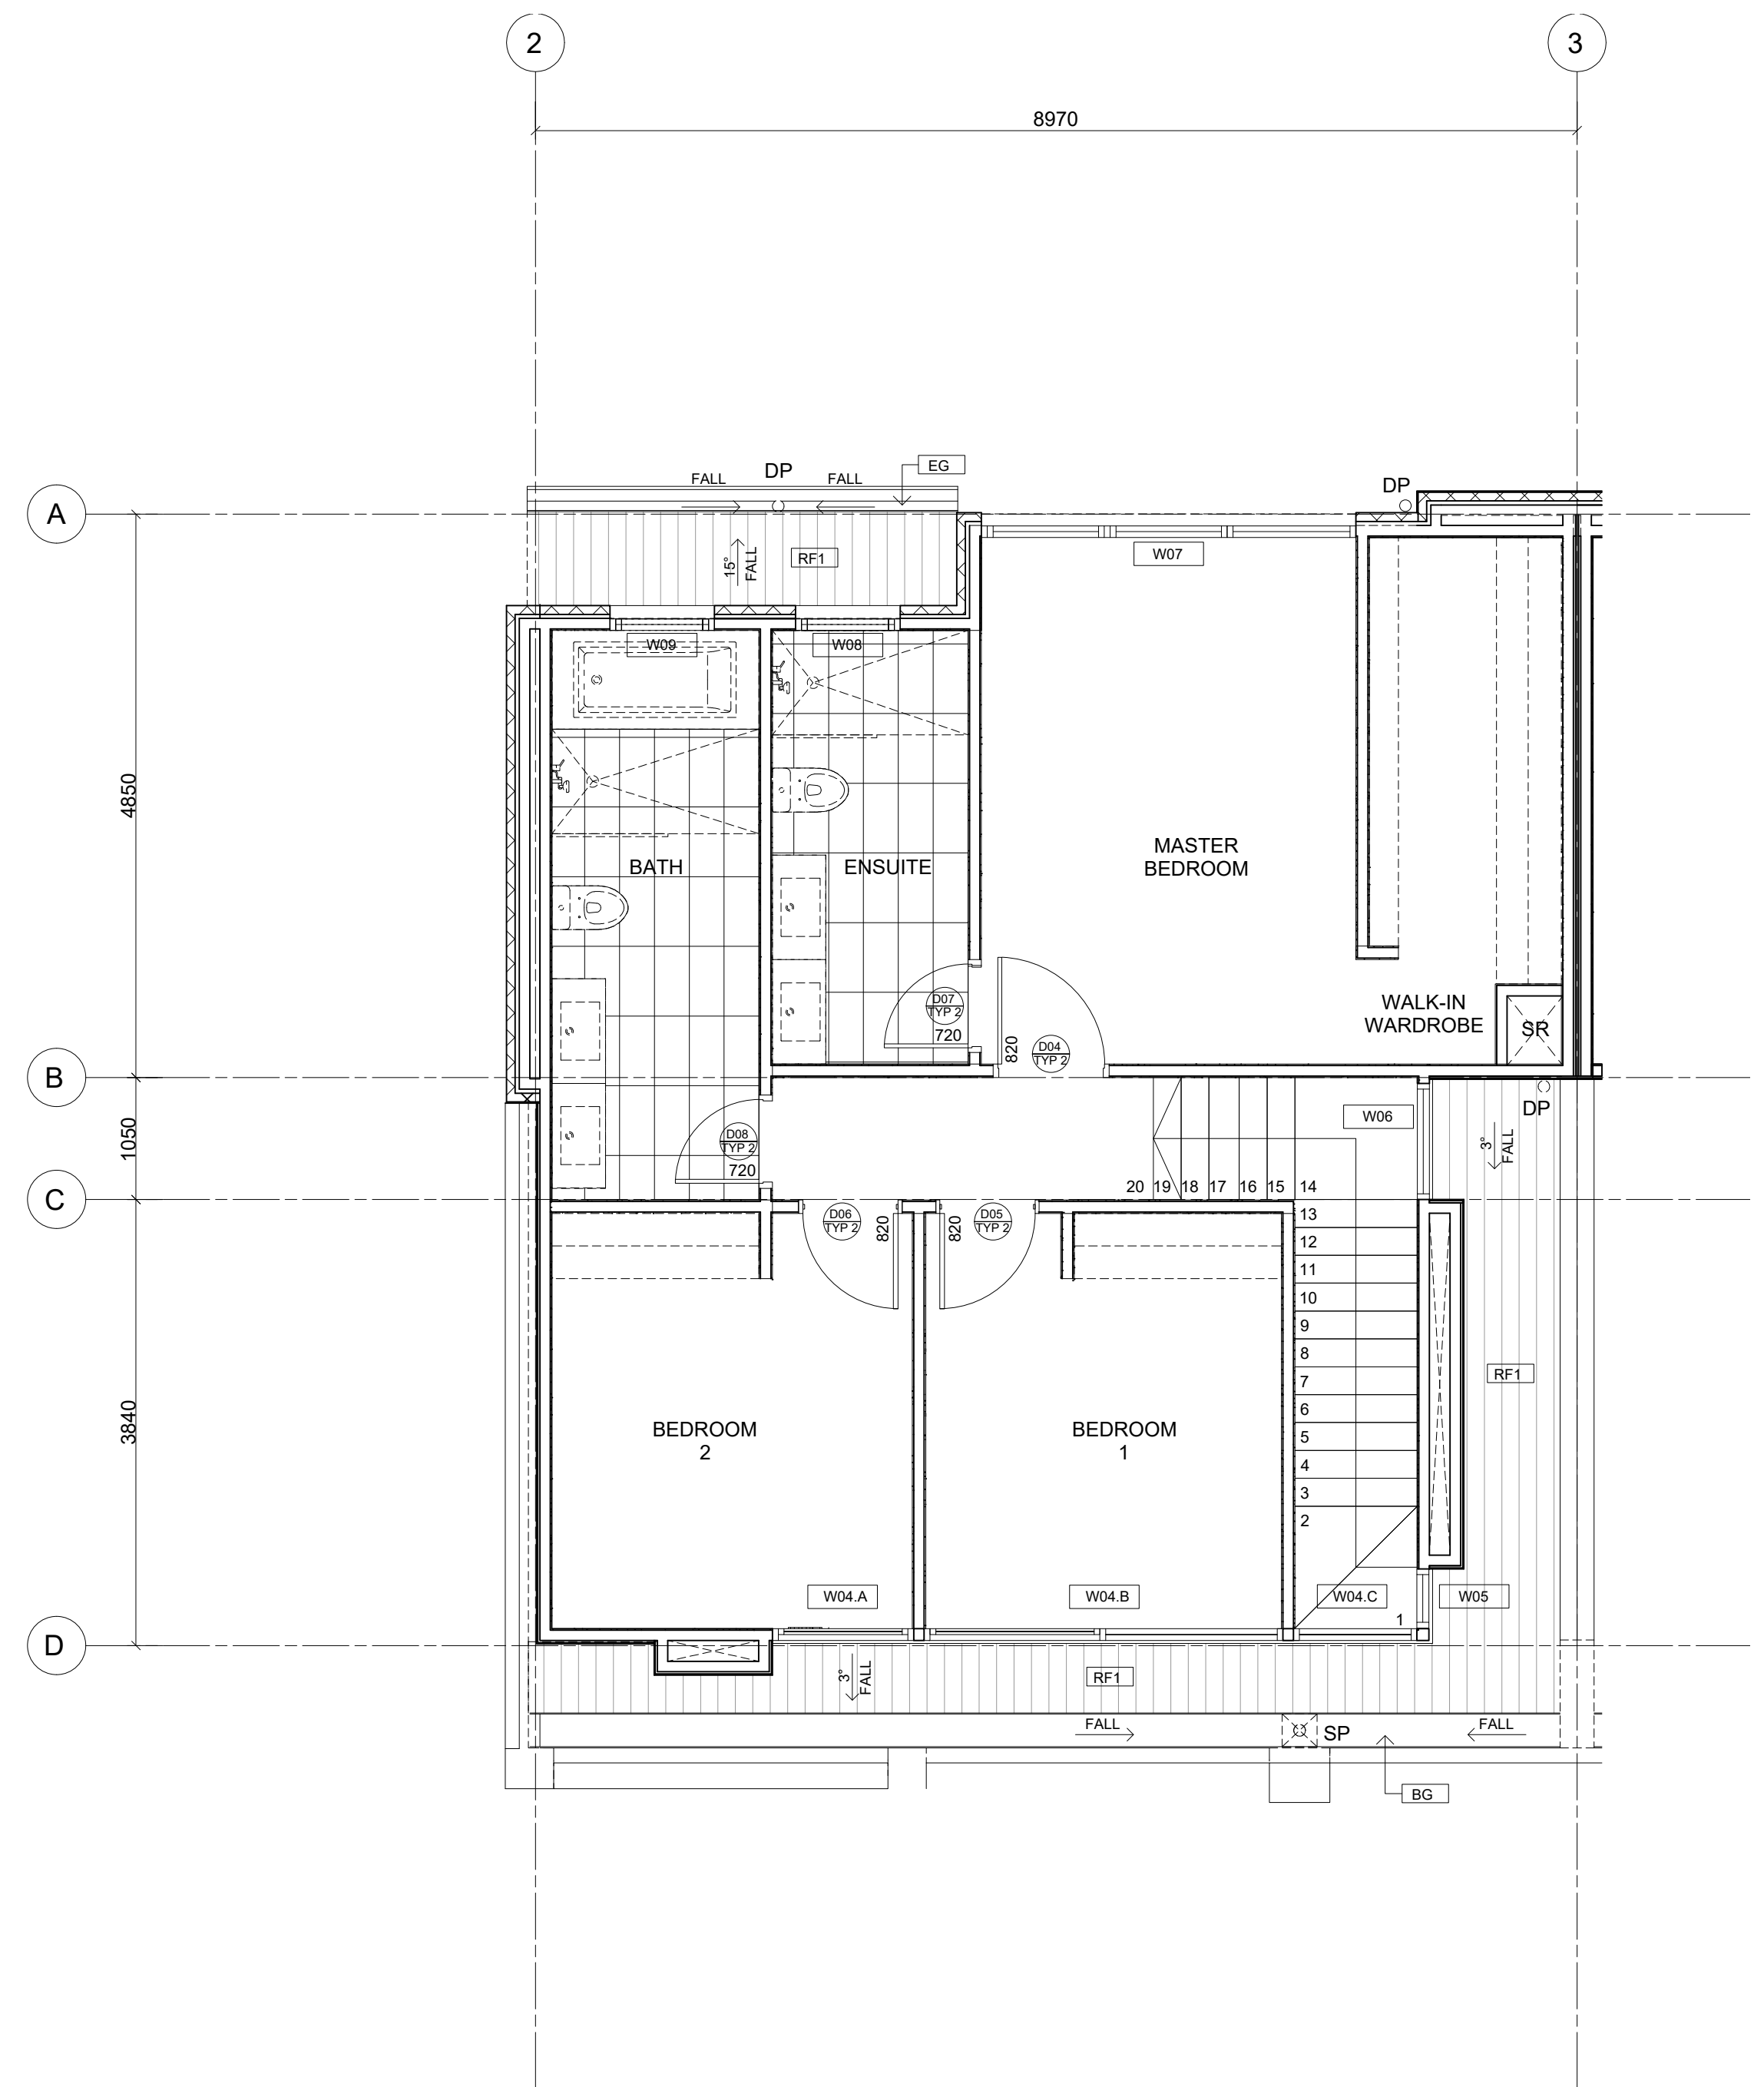 2
3
8970
DP
FALL
FALL
EG
DP
A
15°
FALL
RF1
W07
W09
W08
4850
MASTER
BEDROOM
BATH
ENSUITE
D07
TYP 2
720
WALK-IN
WARDROBE
SR
820
D04
TYP 2
B
DP
W06
1050
D08
TYP 2
720
3°
FALL
C
20
19
18
17
16
15
14
D06
TYP 2
820
820
D05
TYP 2
13
12
11
10
9
8
7
6
5
4
3
2
RF1
3840
BEDROOM
2
BEDROOM
1
W04.A
W04.B
W04.C
W05
1
D
3°
FALL
RF1
FALL
SP
FALL
BG